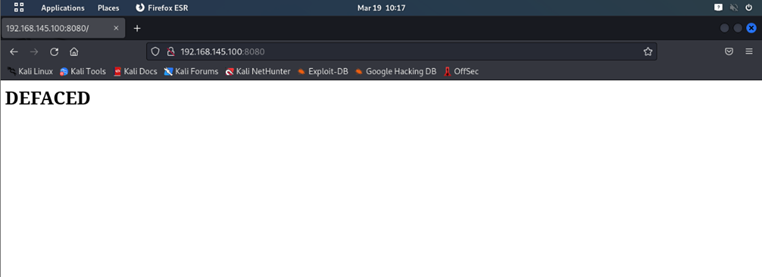 Applications Places Firefox ESR Mar 19 10:17
192.168.145.100:8080/
192.168.145.100:8080
Kali Linux Kali Tools Kali Docs Kali Forums Kali NetHunter Exploit-DB Google Hacking DB OffSec
DEFACED